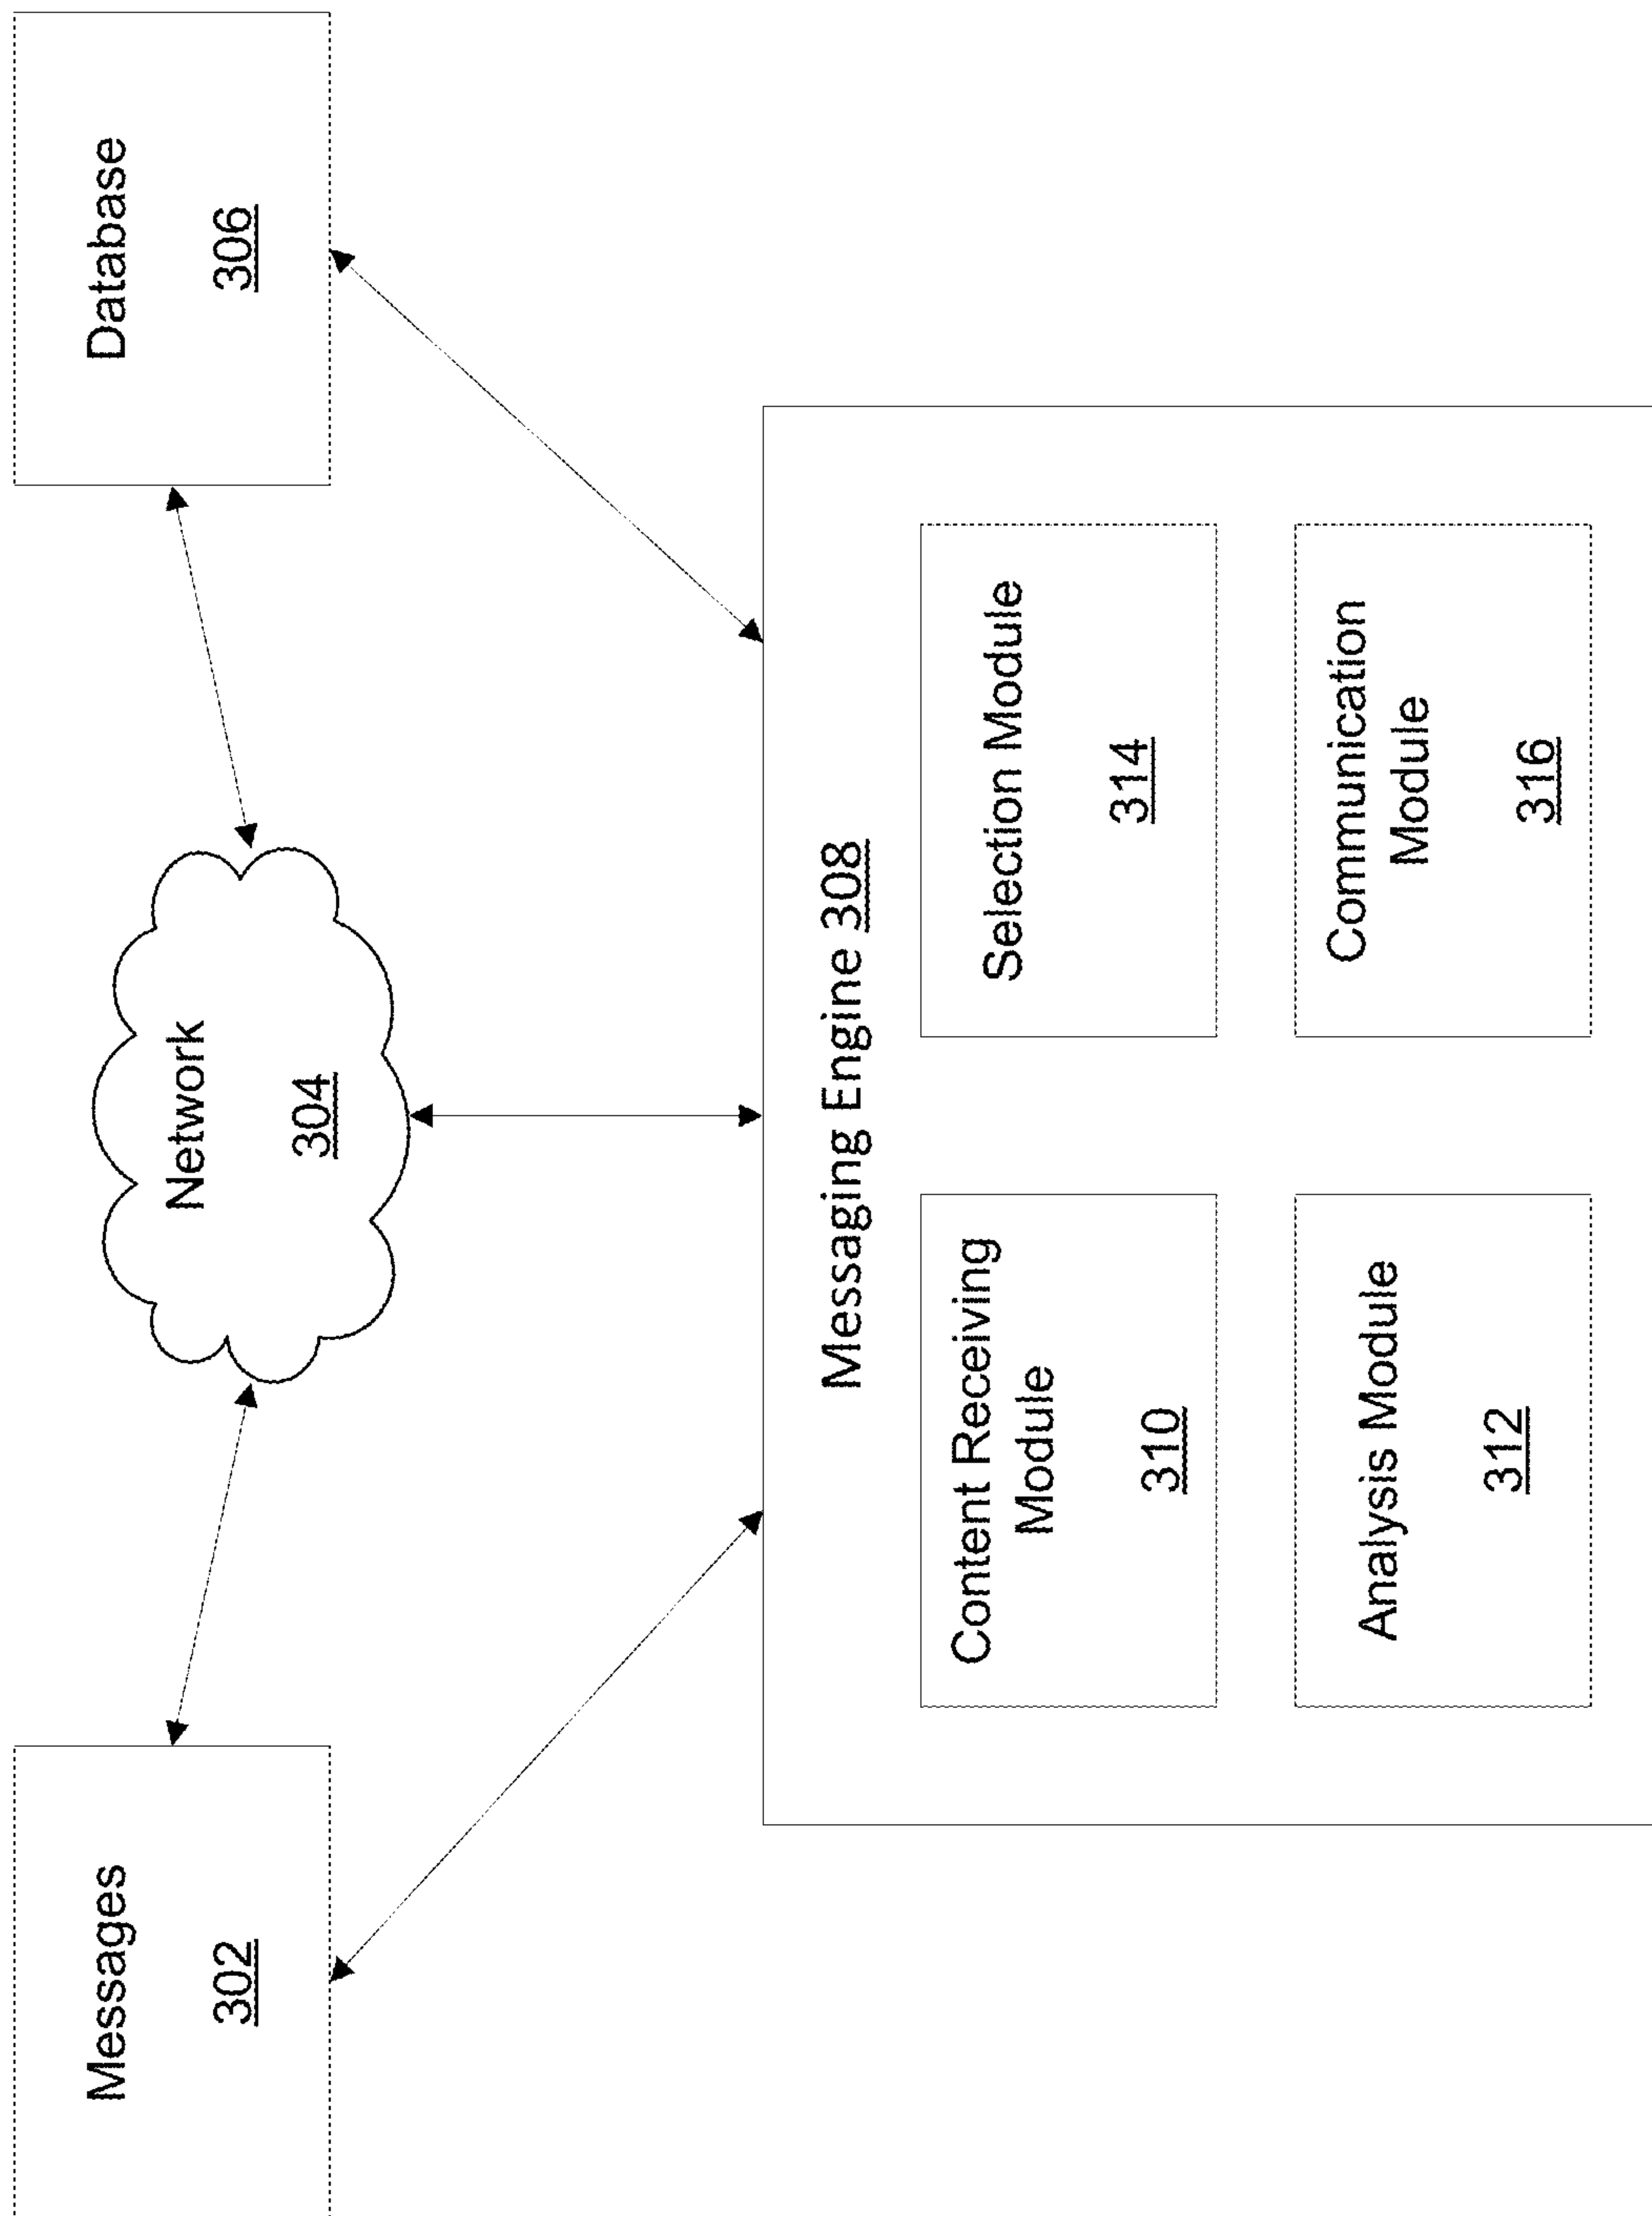 Messages
302
Network
304
Database
306
Messaging Engine 308
Content Receiving
Module
310
Selection Module
314
Analysis Module
312
Communication
Module
316